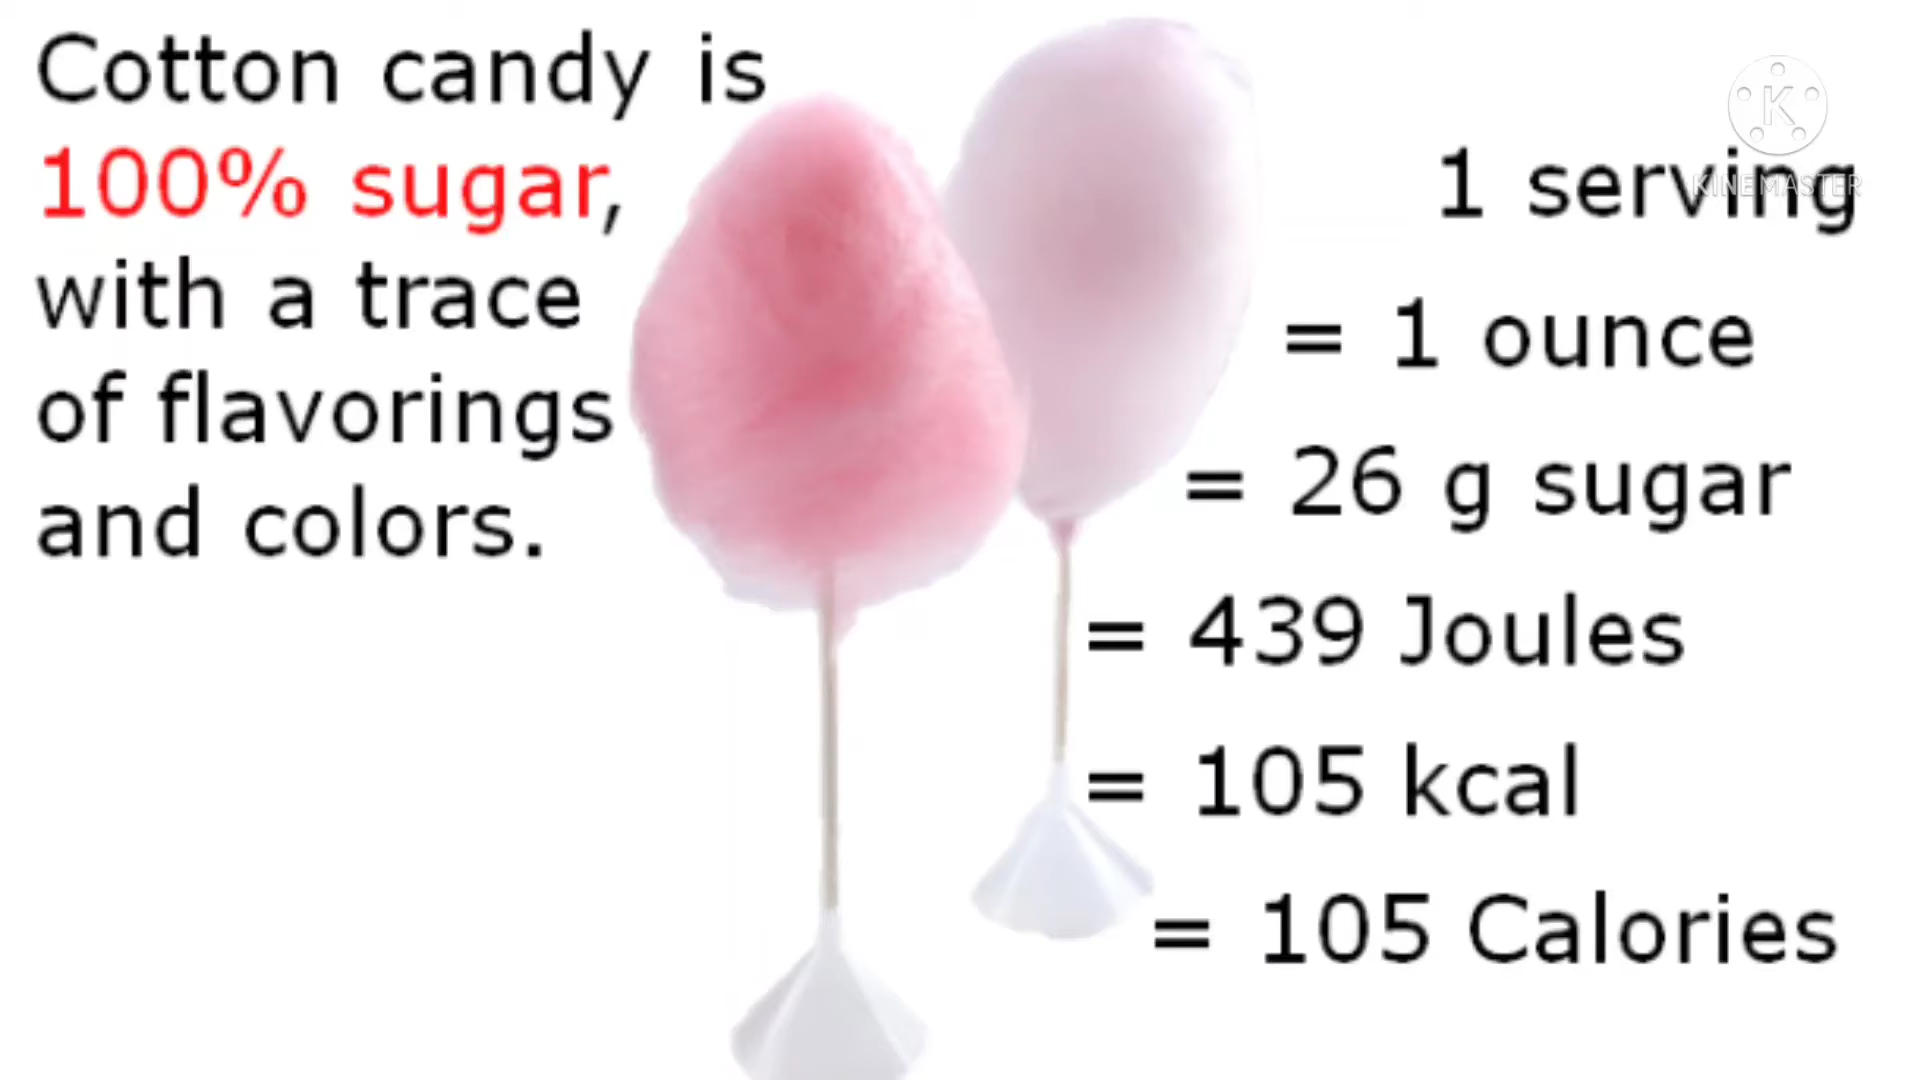 Cotton candy is
100% sugar,
with a trace
of flavorings
and colors.
1 serving
= 1 ounce
= 26 g sugar
= 439 Joules
= 105 kcal
= 105 Calories
K
KINEMASTER